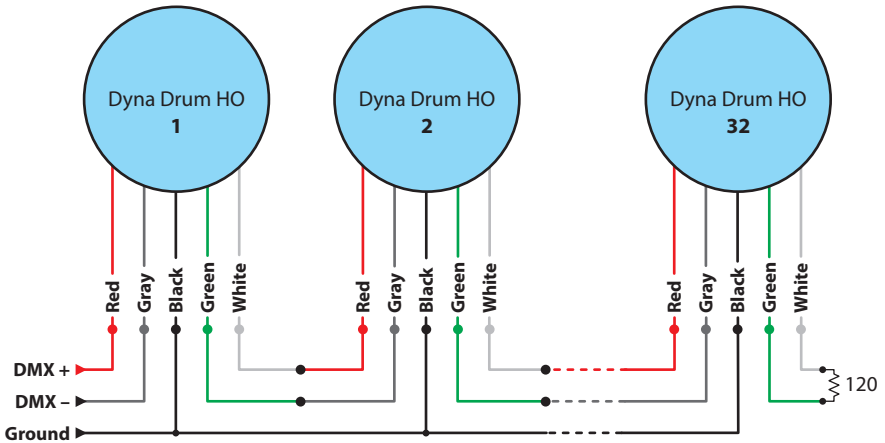 Dyna Drum HO
1
Dyna Drum HO
2
Dyna Drum HO
32
Red
Gray
Black
Green
White
Red
Gray
Black
Green
White
Red
Gray
Black
Green
White
DMX +
DMX –
Ground
120